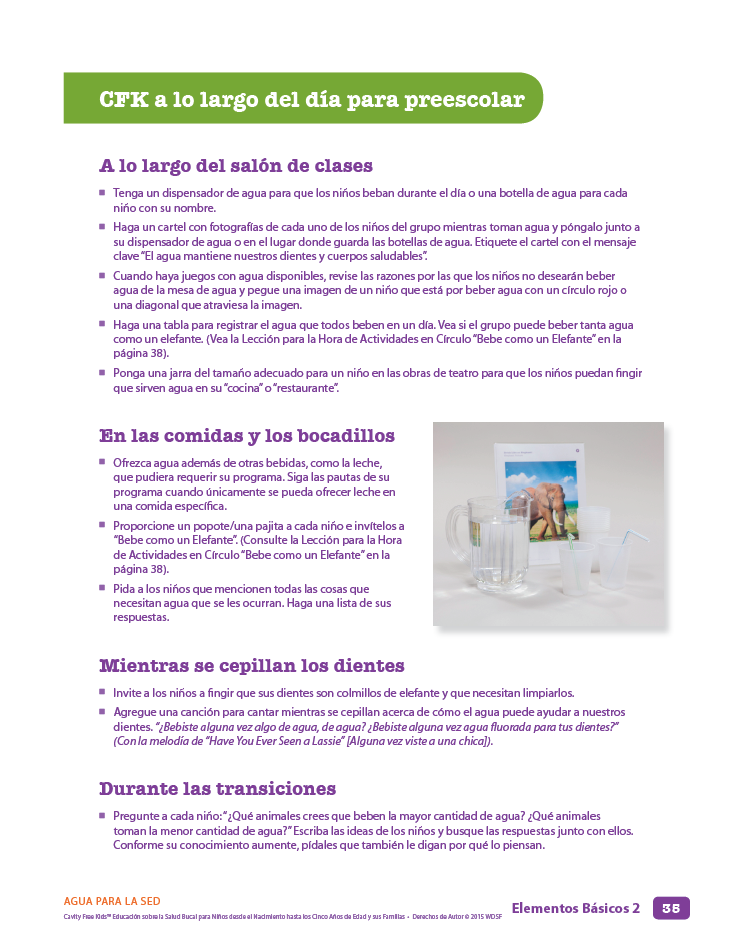 CFK a lo largo del día para preescolar
A lo largo del salón de clases
■ Tenga un dispensador de agua para que los niños beban durante el día o una botella de agua para cada
niño con su nombre.
■ Haga un cartel con fotografías de cada uno de los niños del grupo mientras toman agua y póngalo junto a
su dispensador de agua o en el lugar donde guarda las botellas de agua. Etiquete el cartel con el mensaje
clave “El agua mantiene nuestros dientes y cuerpos saludables”.
■ Cuando haya juegos con agua disponibles, revise las razones por las que los niños no desearán beber
agua de la mesa de agua y pegue una imagen de un niño que está por beber agua con un círculo rojo o
una diagonal que atraviesa la imagen.
■ Haga una tabla para registrar el agua que todos beben en un día. Vea si el grupo puede beber tanta agua
como un elefante. (Vea la Lección para la Hora de Actividades en Círculo “Bebe como un Elefante” en la
página 38).
■ Ponga una jarra del tamaño adecuado para un niño en las obras de teatro para que los niños puedan fingir
que sirven agua en su “cocina” o “restaurante”.
En las comidas y los bocadillos
■ Ofrezca agua además de otras bebidas, como la leche,
que pudiera requerir su programa. Siga las pautas de su
programa cuando únicamente se pueda ofrecer leche en
una comida específica.
■ Proporcione un popote/una pajita a cada niño e invítelos a
“Bebe como un Elefante”. (Consulte la Lección para la Hora
de Actividades en Círculo “Bebe como un Elefante” en la
página 38).
■ Pida a los niños que mencionen todas las cosas que
necesitan agua que se les ocurran. Haga una lista de sus
respuestas.
Mientras se cepillan los dientes
■ Invite a los niños a fingir que sus dientes son colmillos de elefante y que necesitan limpiarlos.
■ Agregue una canción para cantar mientras se cepillan acerca de cómo el agua puede ayudar a nuestros
dientes. “¿Bebiste alguna vez algo de agua, de agua? ¿Bebiste alguna vez agua fluorada para tus dientes?”
(Con la melodía de “Have You Ever Seen a Lassie” [Alguna vez viste a una chica]).
Durante las transiciones
■ Pregunte a cada niño: “¿Qué animales crees que beben la mayor cantidad de agua? ¿Qué animales
toman la menor cantidad de agua?” Escriba las ideas de los niños y busque las respuestas junto con ellos.
Conforme su conocimiento aumente, pídales que también le digan por qué lo piensan.
AGUA PARA LA SED
Cavity Free Kids™ Educación sobre la Salud Bucal para Niños desde el Nacimiento hasta los Cinco Años de Edad y sus Familias • Derechos de Autor © 2015 WDSF
Elementos Básicos 2 35